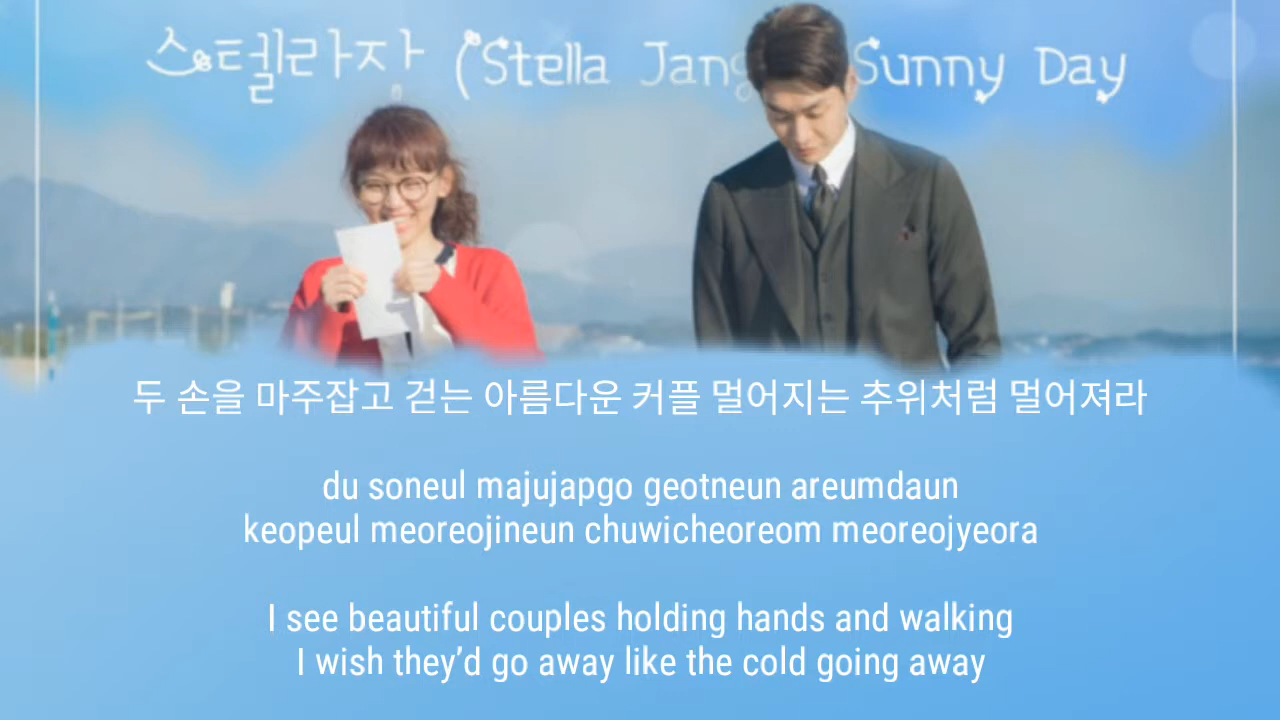 스텔라장 (Stella Jang Sunny Day
두 손을 마주잡고 걷는 아름다운 커플 멀어지는 추위처럼 멀어져라
du soneul majujapgo geotneun areumdaun
keopeul meoreojineun chuwicheoreom meoreojyeora
I see beautiful couples holding hands and walking
I wish they’d go away like the cold going away